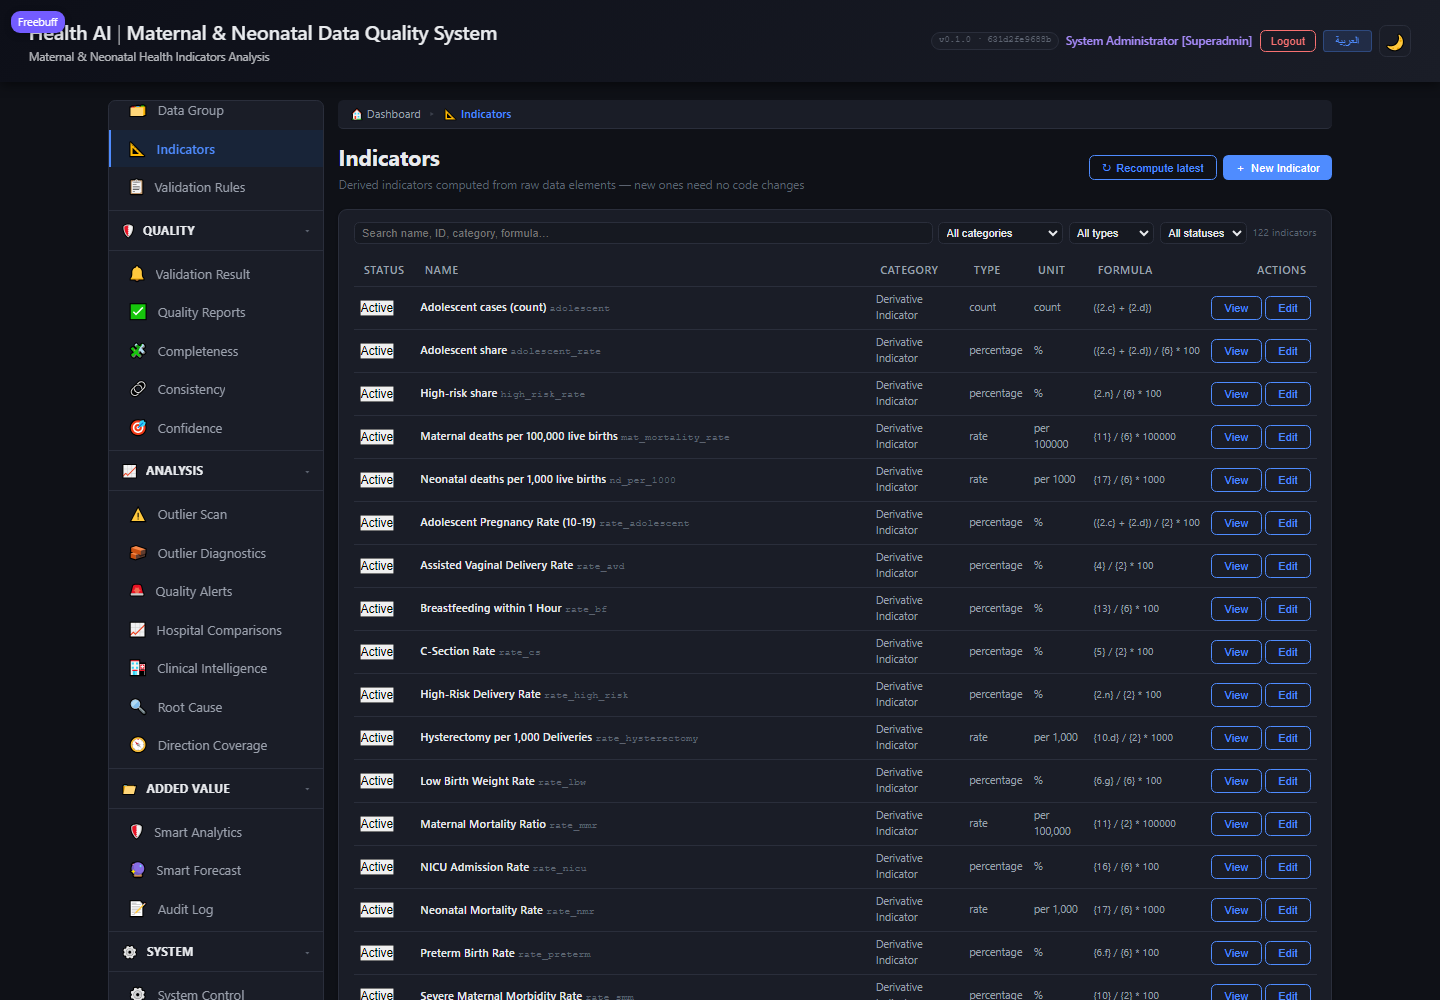 Freebuff
Health AI | Maternal & Neonatal Data Quality System
Maternal & Neonatal Health Indicators Analysis
v0.1.0 · 631d2fe9685b
System Administrator [Superadmin]
Logout
العربية
Data Group
Indicators
Validation Rules
QUALITY
Validation Result
Quality Reports
Completeness
Consistency
Confidence
ANALYSIS
Outlier Scan
Outlier Diagnostics
Quality Alerts
Hospital Comparisons
Clinical Intelligence
Root Cause
Direction Coverage
ADDED VALUE
Smart Analytics
Smart Forecast
Audit Log
SYSTEM
System Control
Dashboard
Indicators
Indicators
Derived indicators computed from raw data elements — new ones need no code changes
↻ Recompute latest
+ New Indicator
Search name, ID, category, formula...
All categories
All types
All statuses
122 indicators
STATUS NAME CATEGORY TYPE UNIT FORMULA ACTIONS
Active Adolescent cases (count) adolescent Derivative Indicator count count ({2.c} + {2.d}) View Edit
Active Adolescent share adolescent_rate Derivative Indicator percentage % ({2.c} + {2.d}) / {6} * 100 View Edit
Active High-risk share high_risk_rate Derivative Indicator percentage % {2.n} / {6} * 100 View Edit
Active Maternal deaths per 100,000 live births mat_mortality_rate Derivative Indicator rate per 100000 {11} / {6} * 100000 View Edit
Active Neonatal deaths per 1,000 live births nd_per_1000 Derivative Indicator rate per 1000 {17} / {6} * 1000 View Edit
Active Adolescent Pregnancy Rate (10-19) rate_adolescent Derivative Indicator percentage % ({2.c} + {2.d}) / {2} * 100 View Edit
Active Assisted Vaginal Delivery Rate rate_avd Derivative Indicator percentage % {4} / {2} * 100 View Edit
Active Breastfeeding within 1 Hour rate_bf Derivative Indicator percentage % {13} / {6} * 100 View Edit
Active C-Section Rate rate_cs Derivative Indicator percentage % {5} / {2} * 100 View Edit
Active High-Risk Delivery Rate rate_high_risk Derivative Indicator percentage % {2.n} / {2} * 100 View Edit
Active Hysterectomy per 1,000 Deliveries rate_hysterectomy Derivative Indicator rate per 1,000 {10.d} / {2} * 1000 View Edit
Active Low Birth Weight Rate rate_lbw Derivative Indicator percentage % {6.g} / {6} * 100 View Edit
Active Maternal Mortality Ratio rate_mmr Derivative Indicator rate per 100,000 {11} / {2} * 100000 View Edit
Active NICU Admission Rate rate_nicu Derivative Indicator percentage % {16} / {6} * 100 View Edit
Active Neonatal Mortality Rate rate_nmr Derivative Indicator rate per 1,000 {17} / {6} * 1000 View Edit
Active Preterm Birth Rate rate_preterm Derivative Indicator percentage % {6.f} / {6} * 100 View Edit
Active Severe Maternal Morbidity Rate rate_smm Derivative percentage % {10} / {2} * 100 View Edit